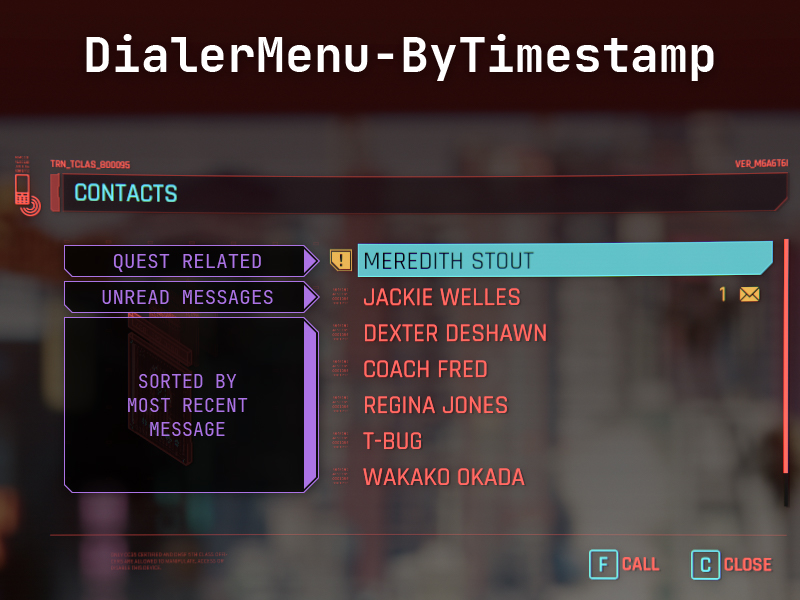 DialerMenu-ByTimestamp
TRN_TCLAS_800095
CONTACTS
QUEST RELATED
MEREDITH STOUT
UNREAD MESSAGES
JACKIE WELLES
1
DEXTER DESHAWN
SORTED BY
MOST RECENT
MESSAGE
COACH FRED
REGINA JONES
T-BUG
WAKAKO OKADA
F CALL
C CLOSE